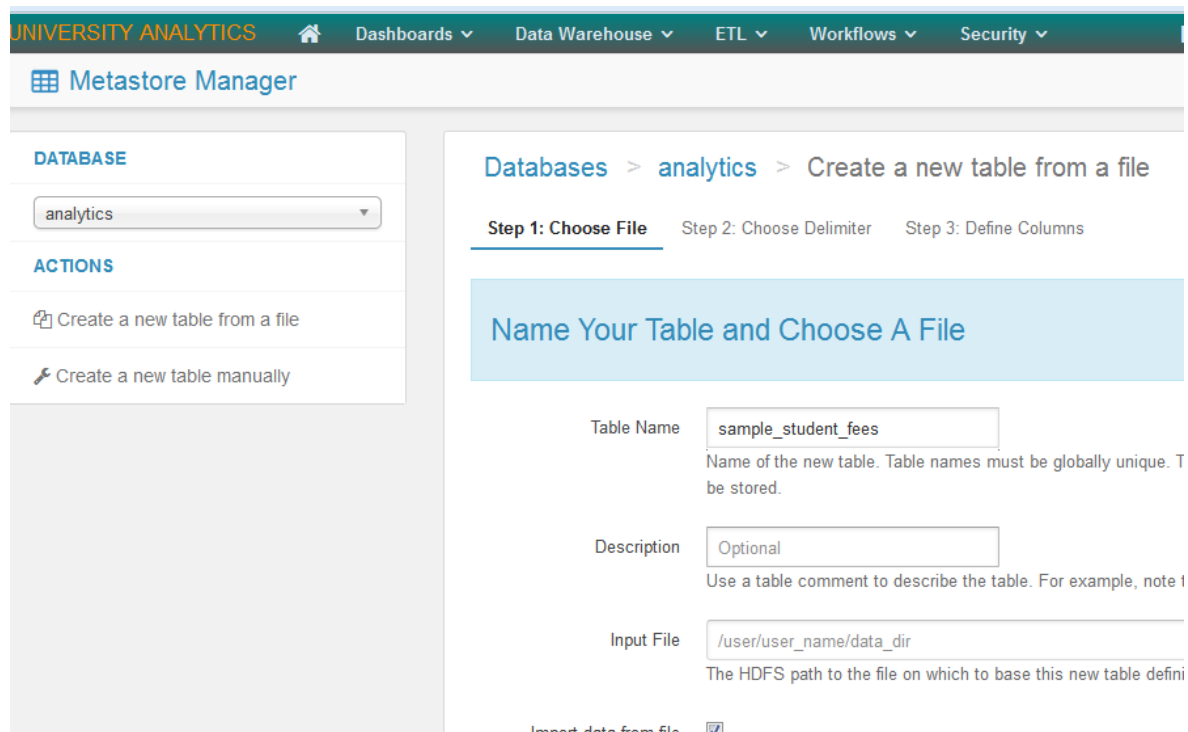 UNIVERSITY ANALYTICS Dashboards Data Warehouse ETL Workflows Security
Metastore Manager
DATABASE
analytics
ACTIONS
Create a new table from a file
Create a new table manually
Databases > analytics > Create a new table from a file
Step 1: Choose File Step 2: Choose Delimiter Step 3: Define Columns
Name Your Table and Choose A File
Table Name sample_student_fees
Name of the new table. Table names must be globally unique.
be stored.
Description Optional
Use a table comment to describe the table. For example, note
Input File /user/user_name/data_dir
The HDFS path to the file on which to base this new table
Import data from file